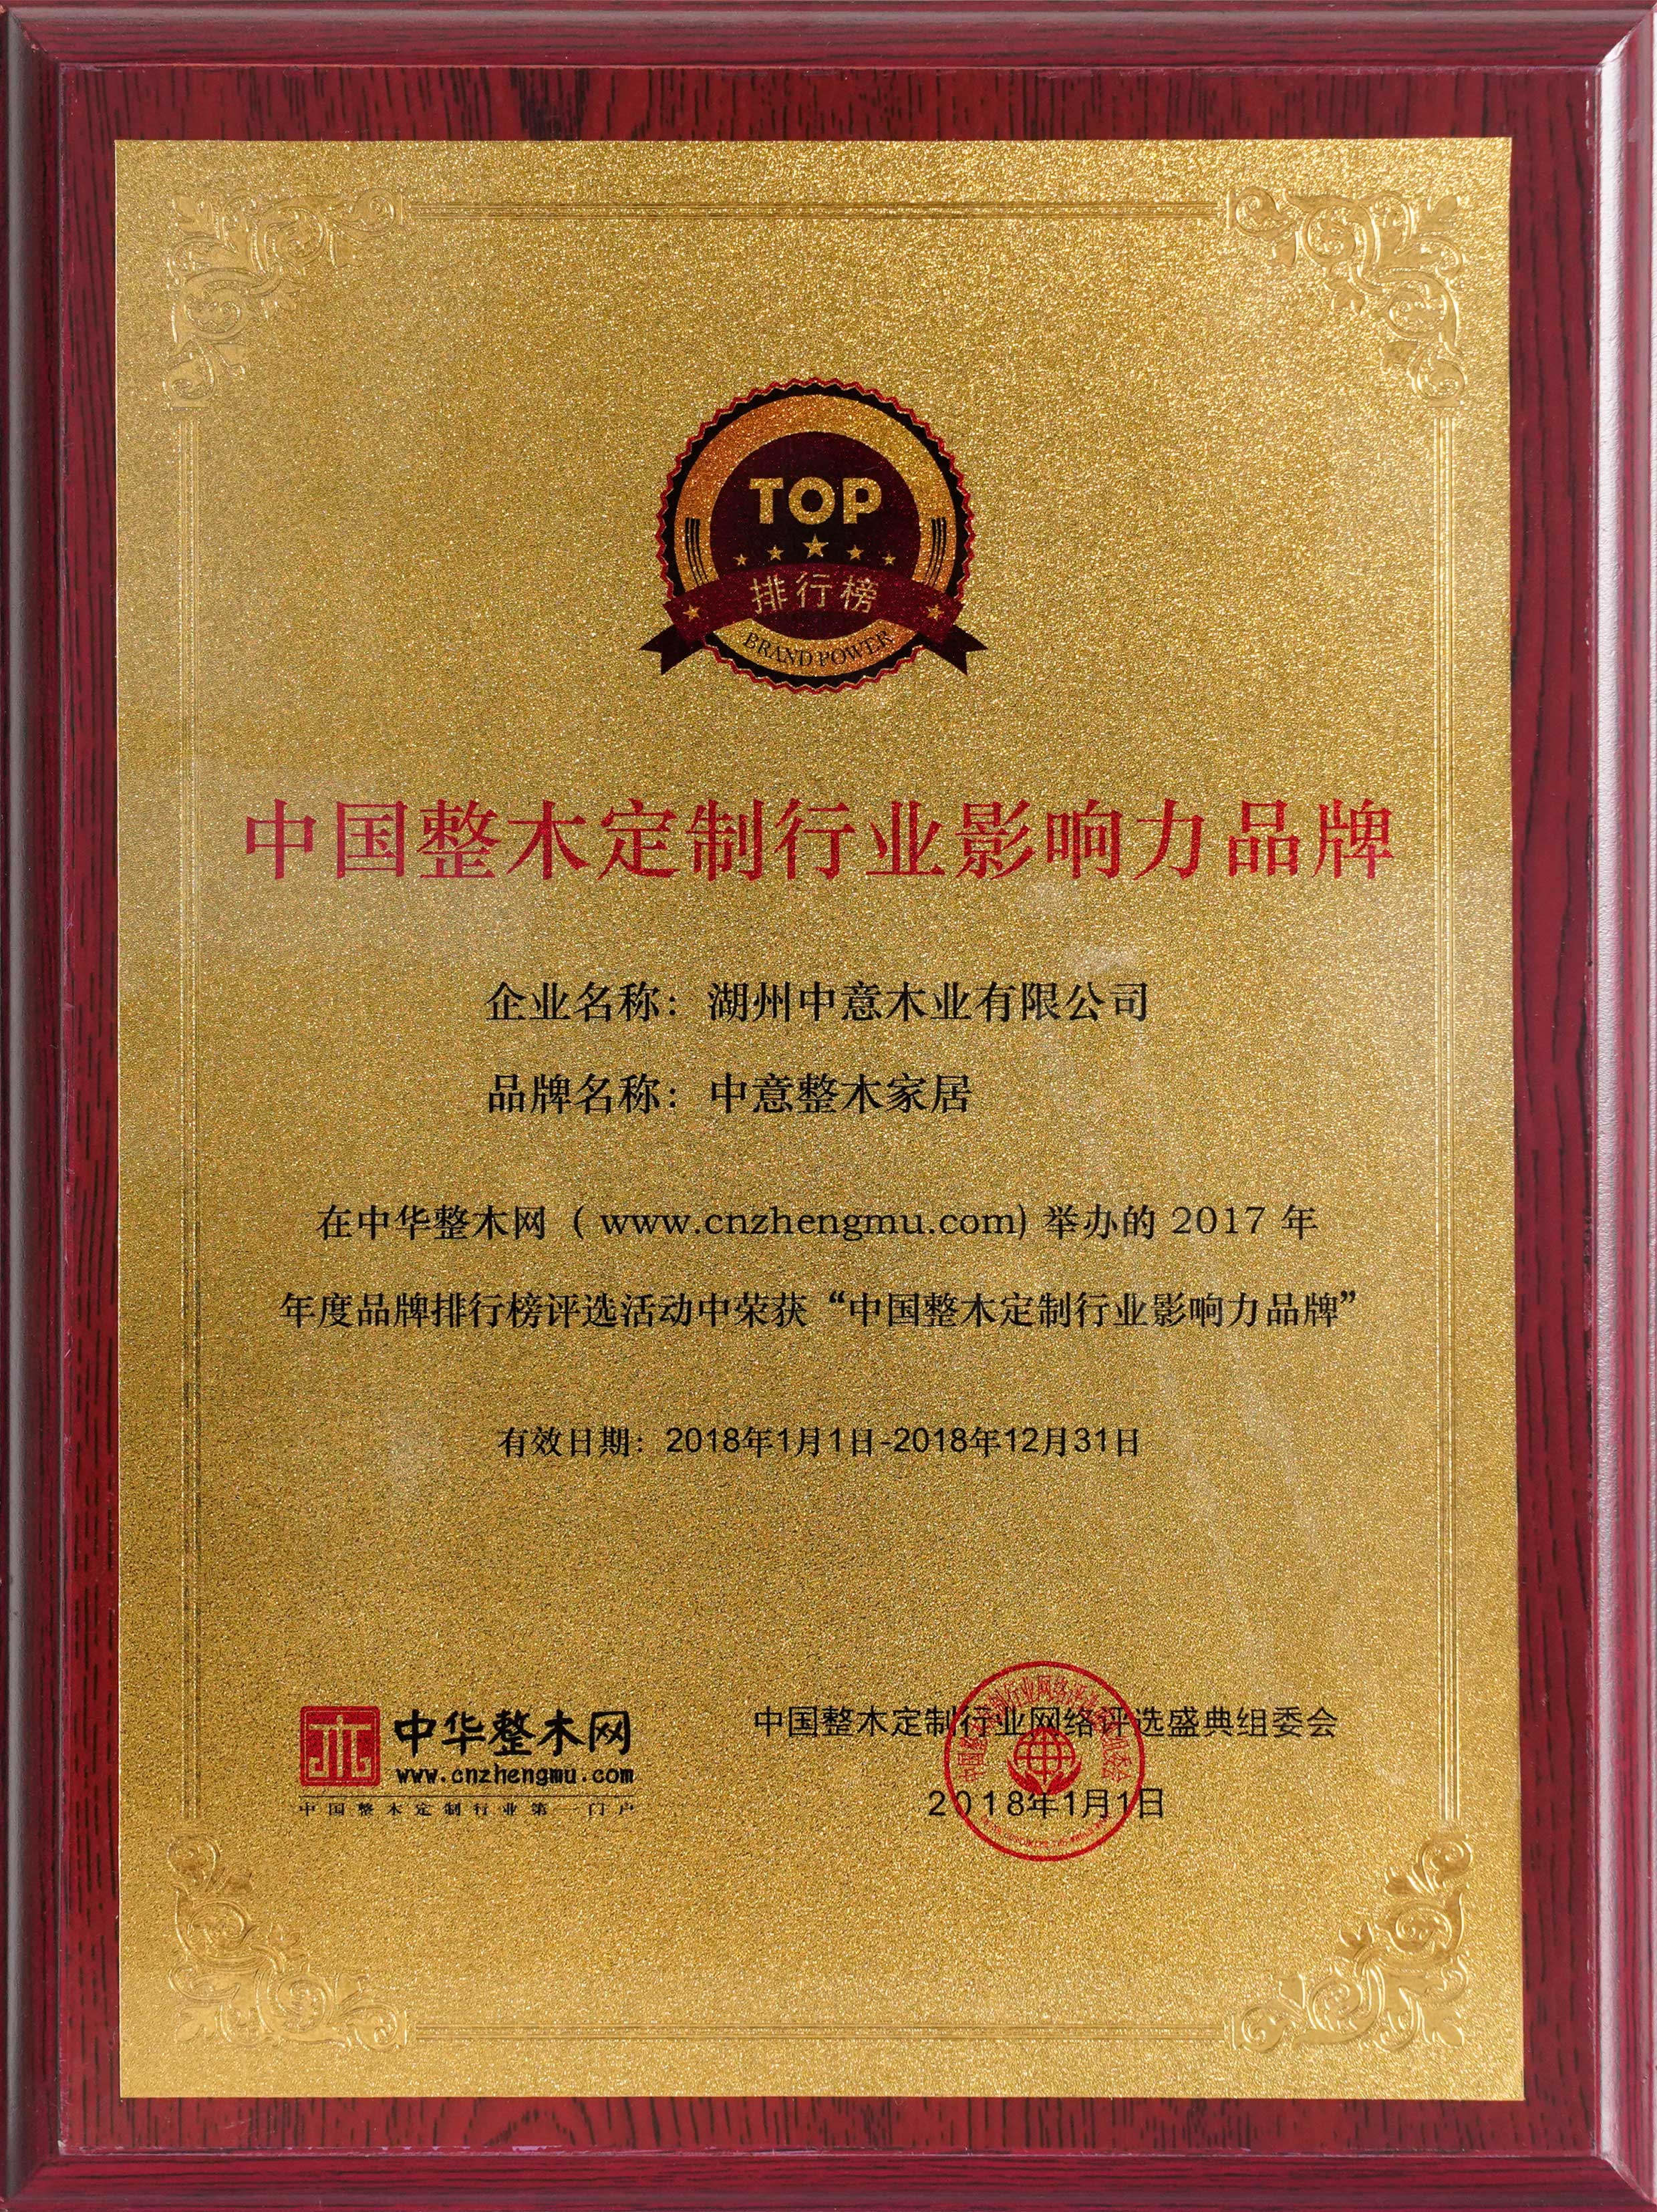 TOP
排行榜
BRAND POWER
中国整木定制行业影响力品牌
企业名称：湖州中意木业有限公司
品牌名称：中意整木家居
在中华整木网（ www.cnzhengmu.com) 举办的 2017 年
年度品牌排行榜评选活动中荣获“中国整木定制行业影响力品牌”
有效日期：2018年1月1日-2018年12月31日
中华整木网
www.cnzhengmu.com
中国整木定制行业第一门户
中国整木定制行业网络评选盛典组委会
2018年1月1日